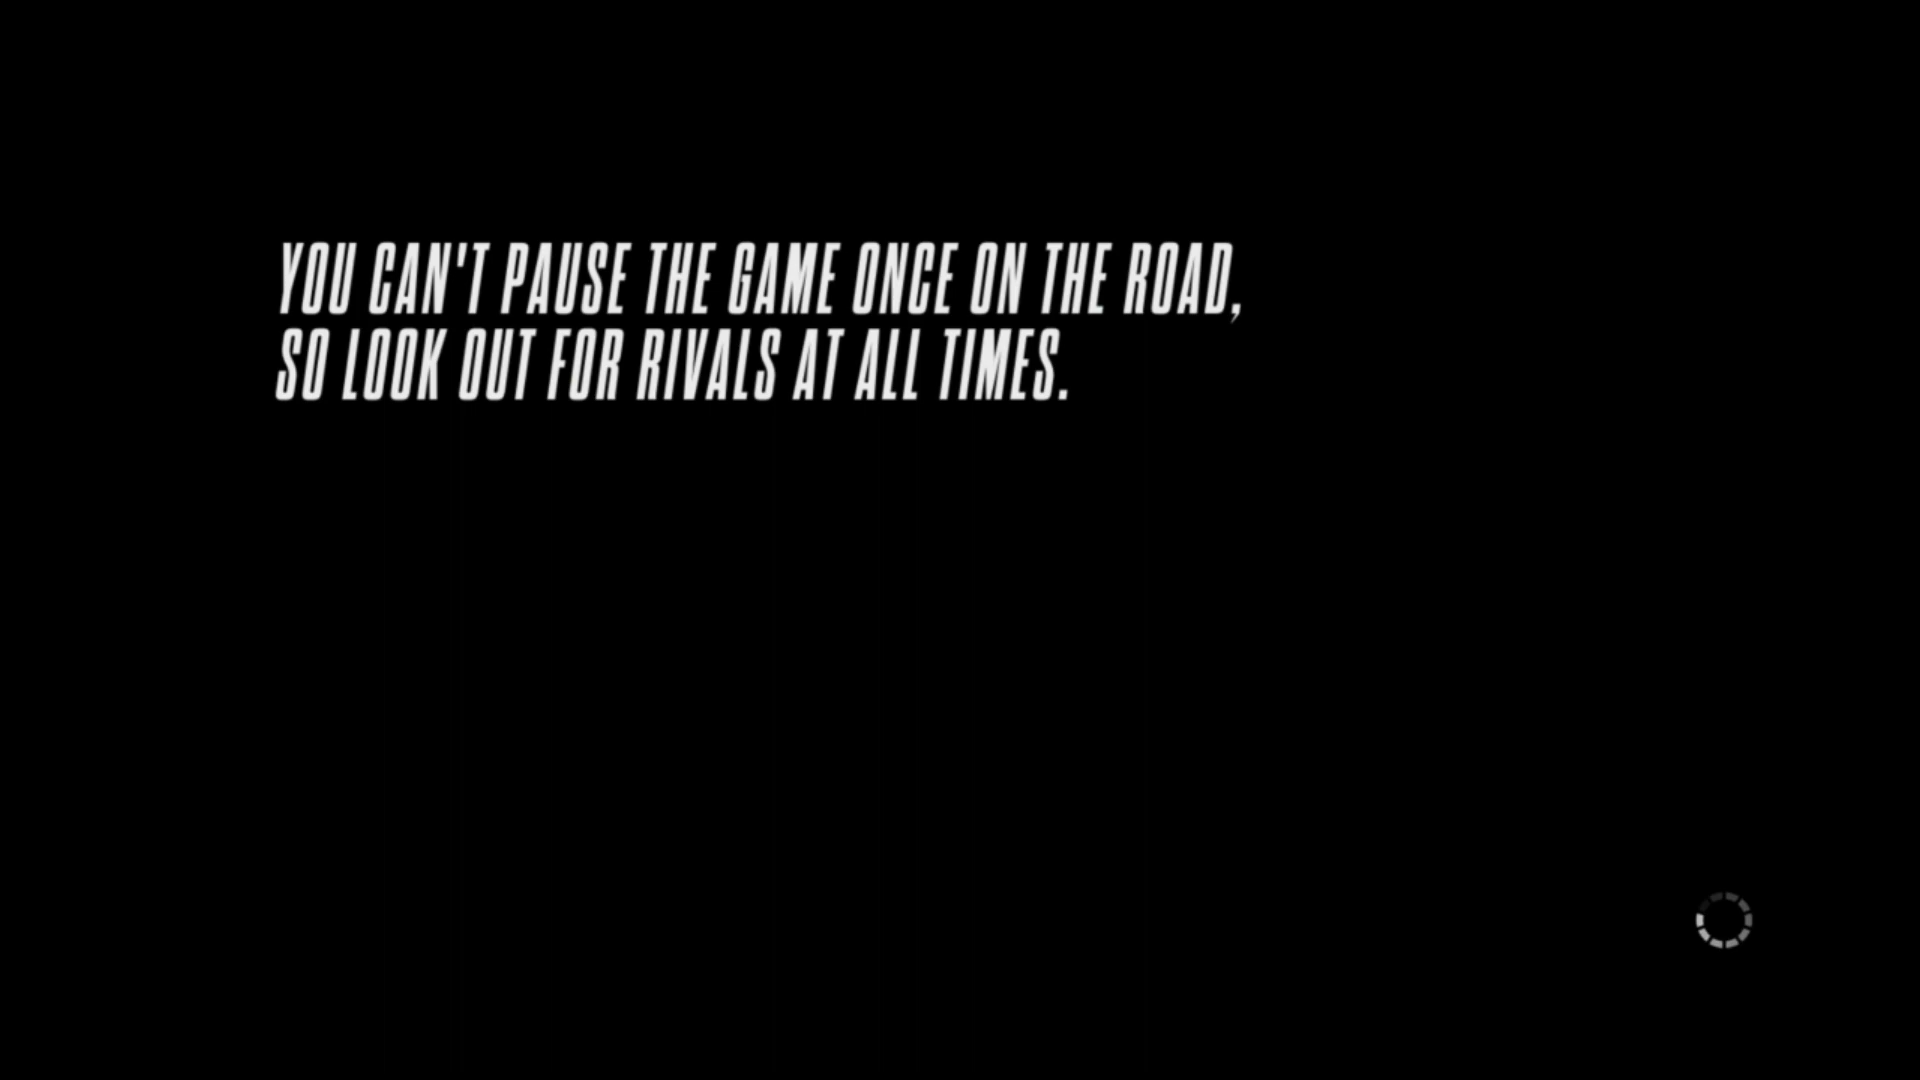 YOU CAN'T PAUSE THE GAME ONCE ON THE ROAD,
SO LOOK OUT FOR RIVALS AT ALL TIMES.